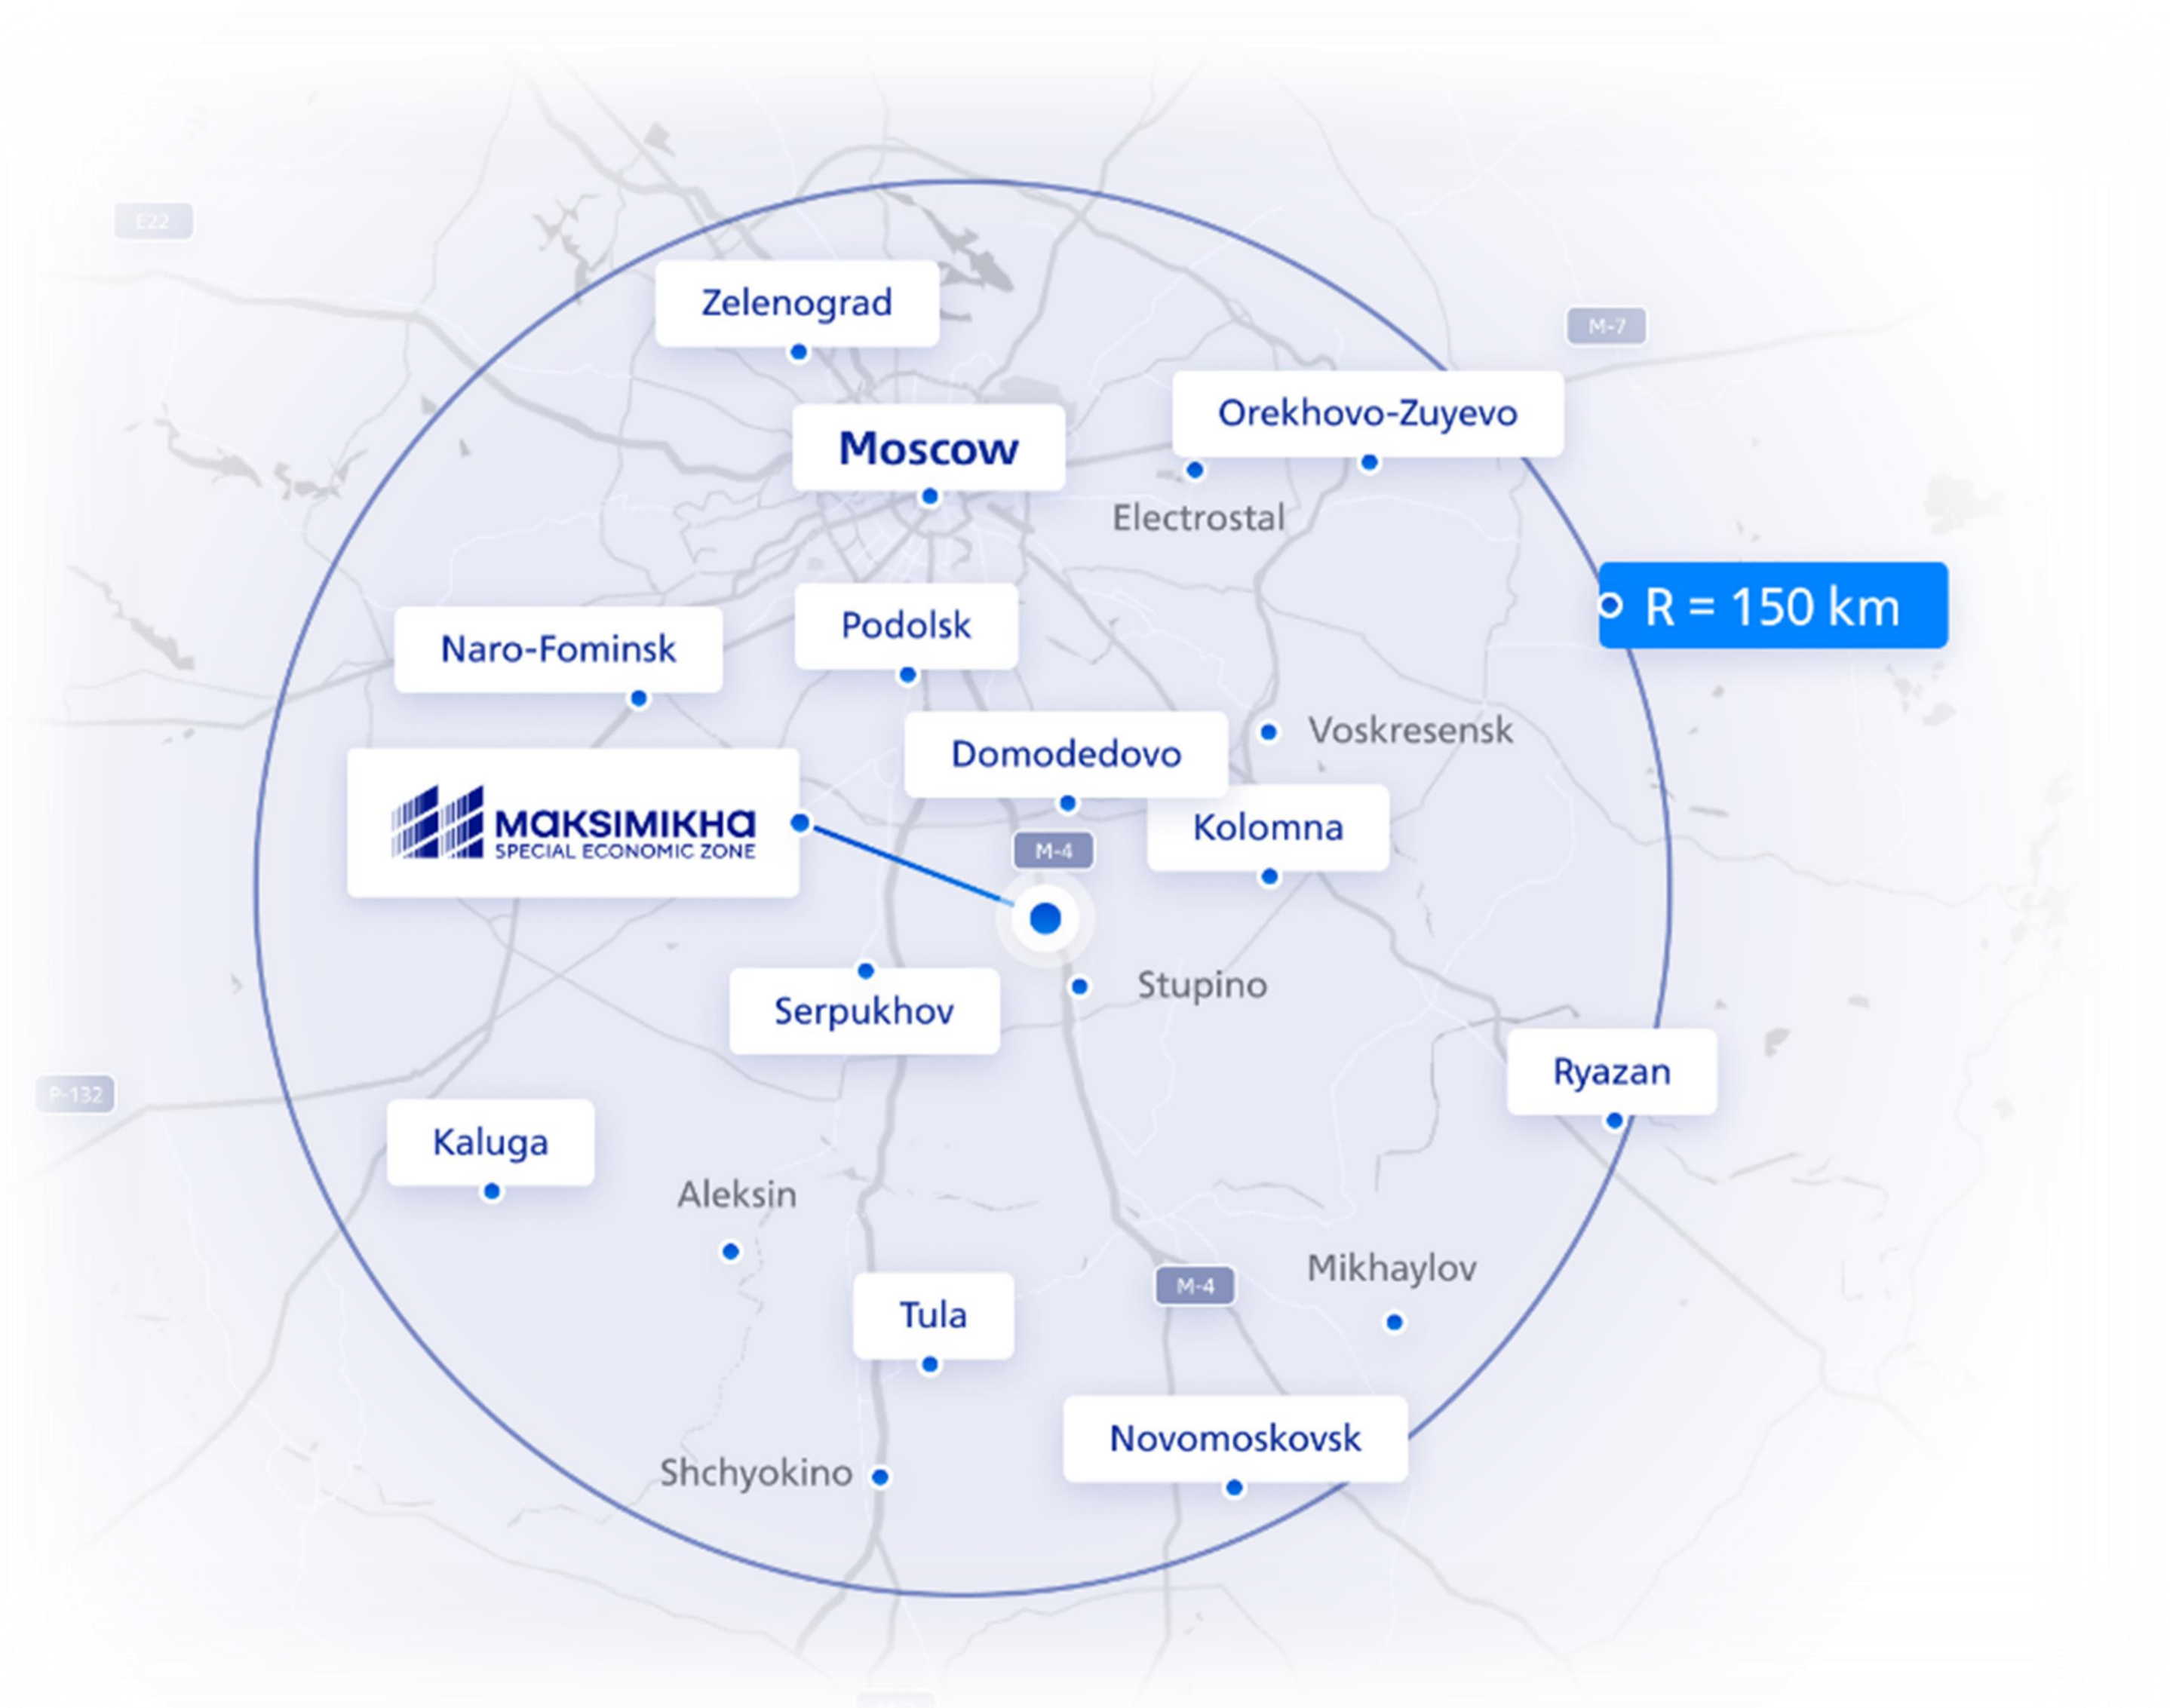 E22
Zelenograd
M-7
Orekhovo-Zuyevo
Moscow
Electrostal
R = 150 km
Podolsk
Naro-Fominsk
Voskresensk
Domodedovo
MAKSIMIKHA
SPECIAL ECONOMIC ZONE
Kolomna
M-4
Stupino
Serpukhov
Ryazan
P-132
Kaluga
Aleksin
Mikhaylov
M-4
Tula
Novomoskovsk
Shchyokino